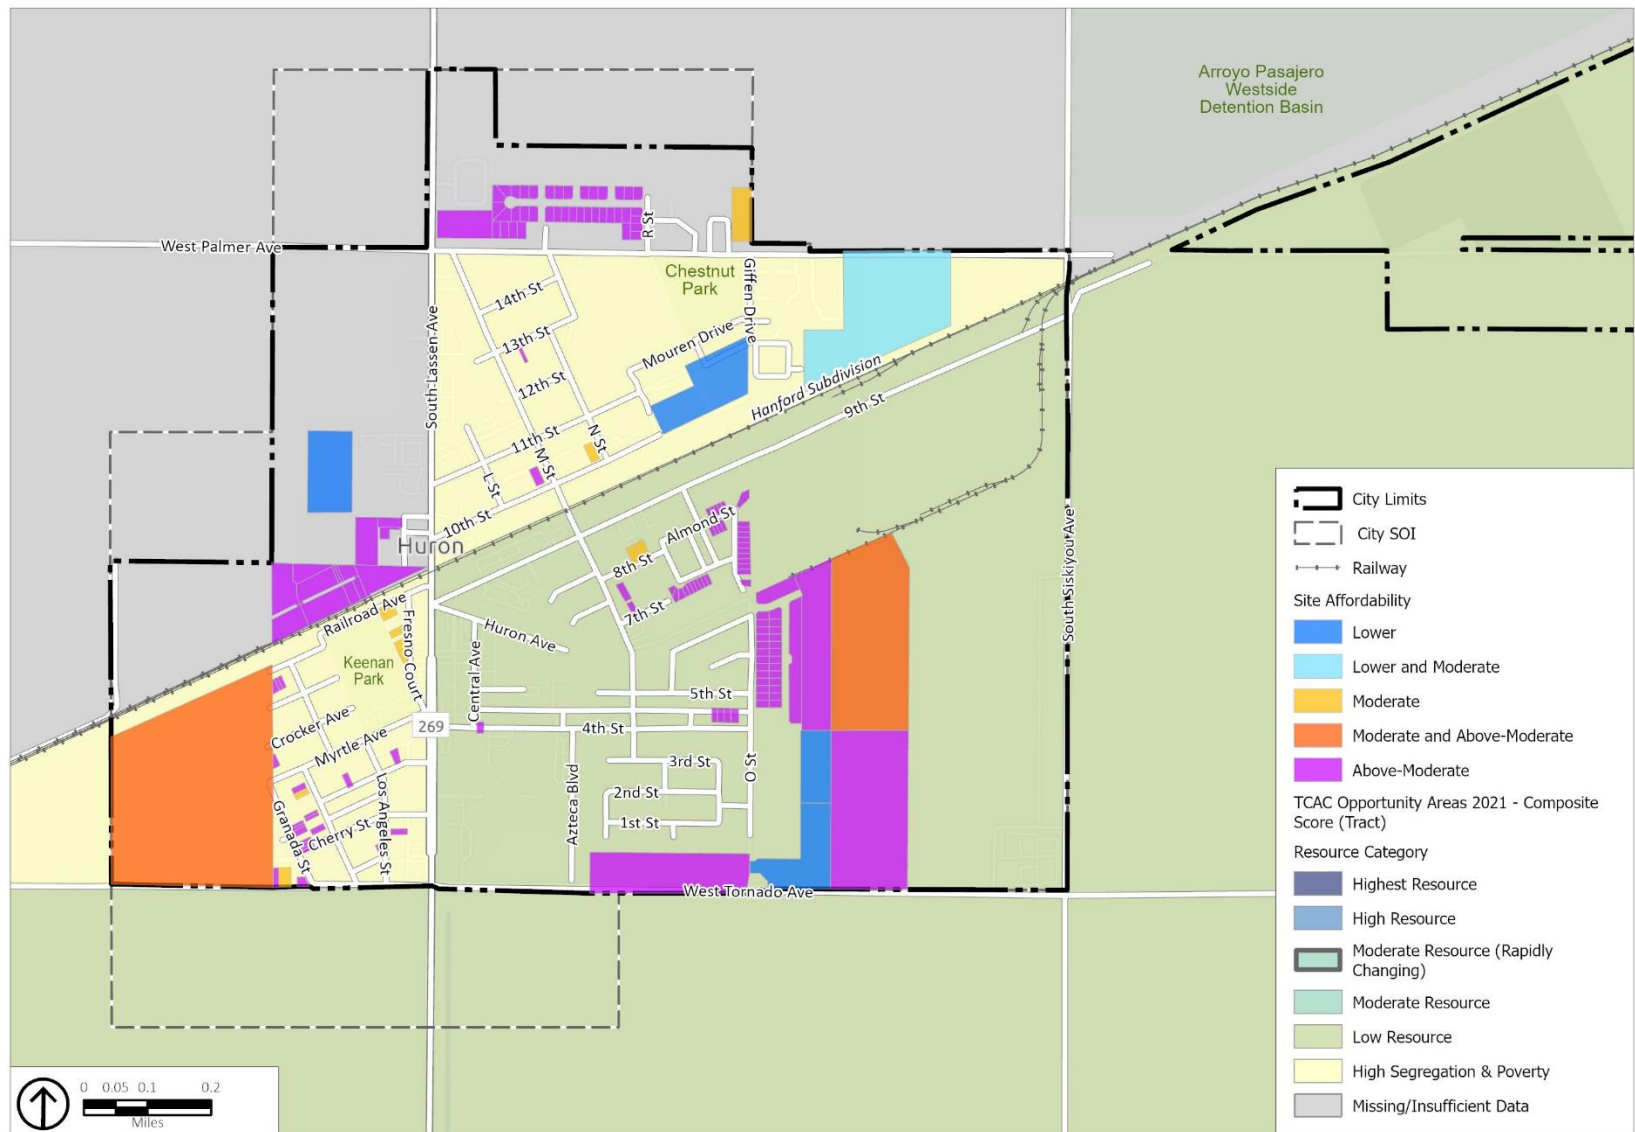 Arroyo Pasajero
Westside
Detention Basin
West Palmer Ave
R St
Chestnut
Park
Giffen Drive
14th St
South Lassen Ave
13th St
Mouren Drive
12th St
Hanford Subdivision
9th St
11th St
N St
M St
L St
10th St
Huron
Almond St
8th St
7th St
South Siskiyou Ave
Railroad Ave
Fresno Court
Huron Ave
Keenan
Park
Central Ave
5th St
269
4th St
Crocker Ave
Myrtle Ave
3rd St
O St
2nd St
1st St
Azteca Blvd
Los Angeles St
Granada St
Cherry St
West Tornado Ave
City Limits
City SOI
Railway
Site Affordability
Lower
Lower and Moderate
Moderate
Moderate and Above-Moderate
Above-Moderate
TCAC Opportunity Areas 2021 - Composite
Score (Tract)
Resource Category
Highest Resource
High Resource
Moderate Resource (Rapidly
Changing)
Moderate Resource
Low Resource
High Segregation & Poverty
Missing/Insufficient Data
0 0.05 0.1 0.2
Miles